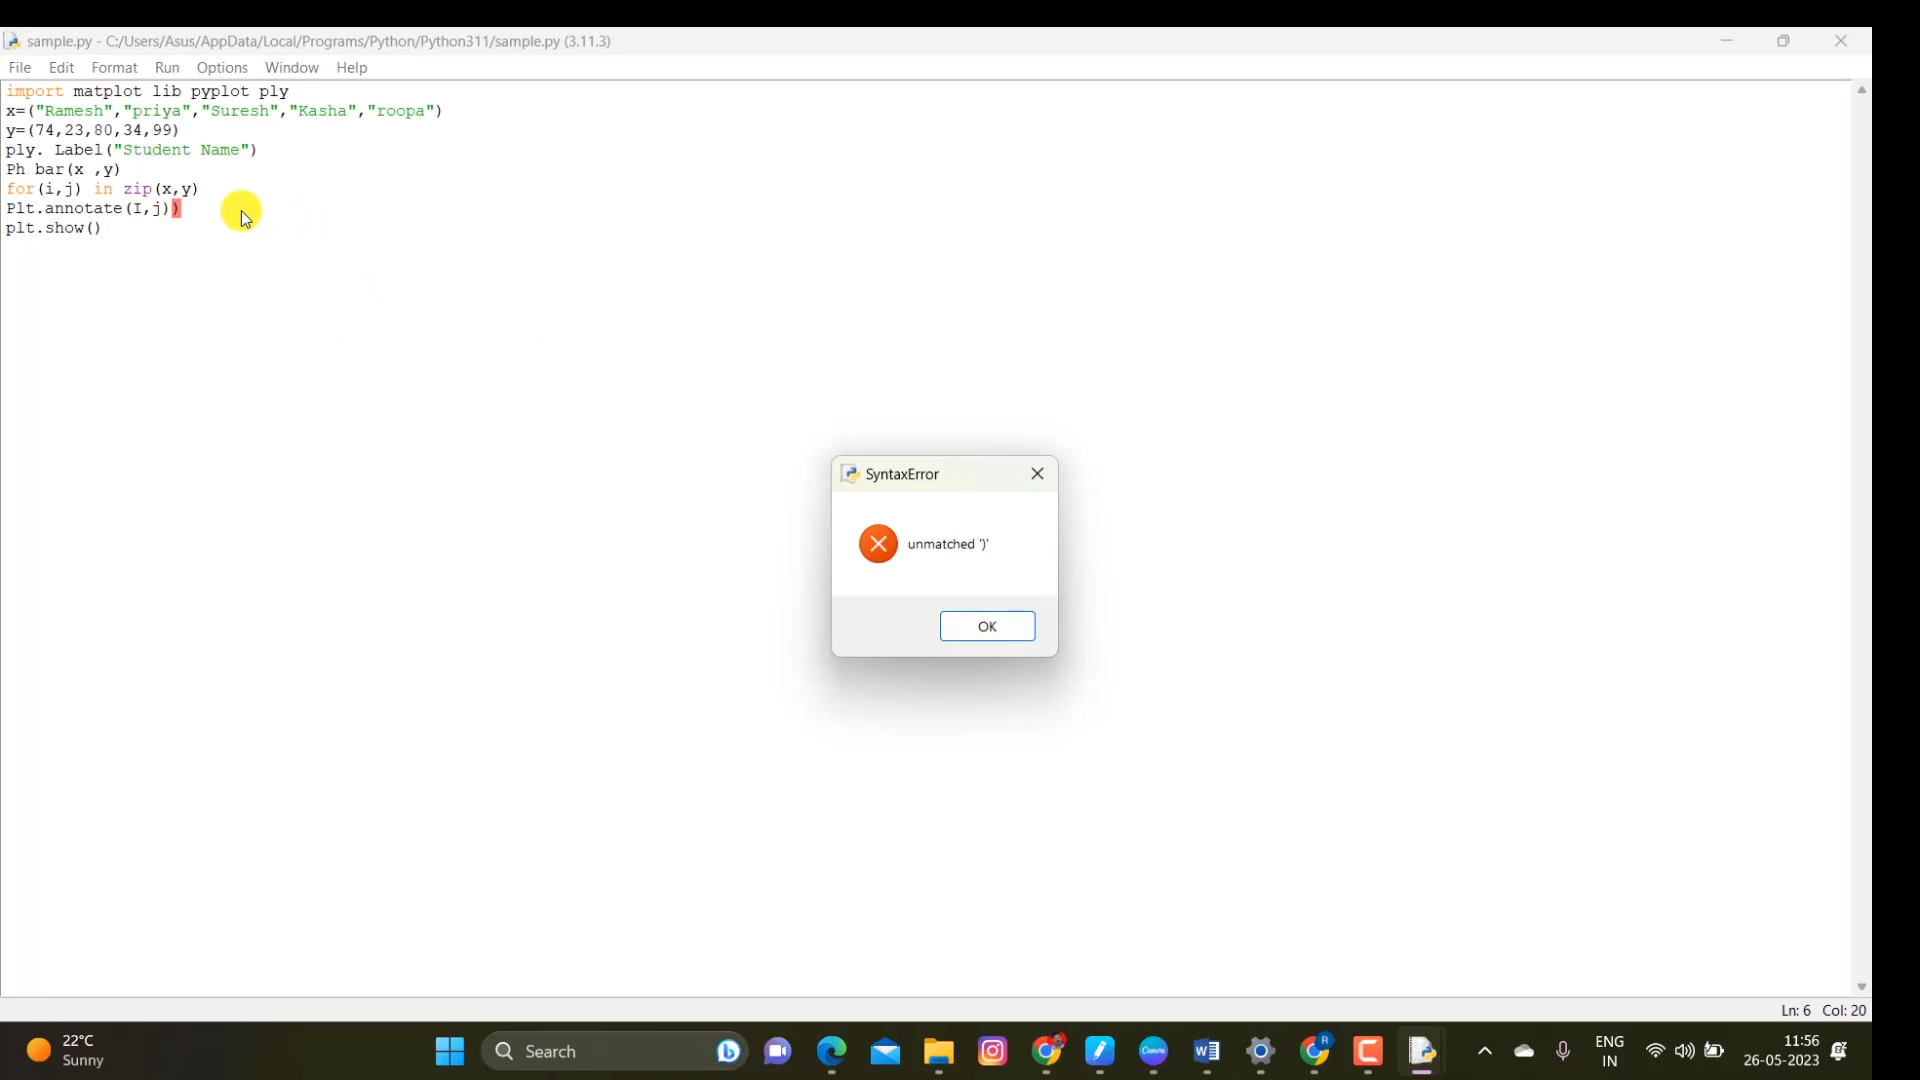 sample.py - C:/Users/Asus/AppData/Local/Programs/Python/Python311/sample.py (3.11.3)
File Edit Format Run Options Window Help
import matplot lib pyplot ply
x=("Ramesh","priya","Suresh","Kasha","roopa")
y=(74,23,80,34,99)
ply. Label("Student Name")
Ph bar(x ,y)
for(i,j) in zip(x,y)
Plt.annotate(I,j))
plt.show()
SyntaxError
unmatched ')'
OK
Ln: 6 Col: 20
22°C
Sunny
Search
Canva
R
ENG
IN
11:56
26-05-2023